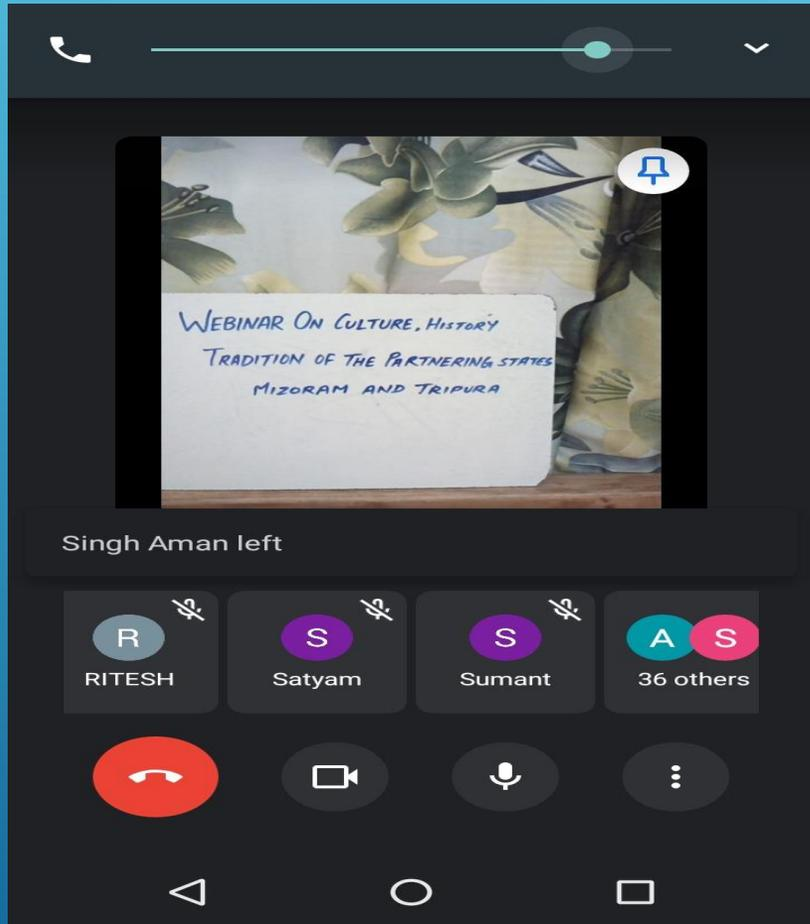 WEBINAR ON CULTURE, HISTORY
TRADITION OF THE PARTNERING STATES
MIZORAM AND TRIPURA
Singh Aman left
R
S
S
A S
RITESH
Satyam
Sumant
36 others